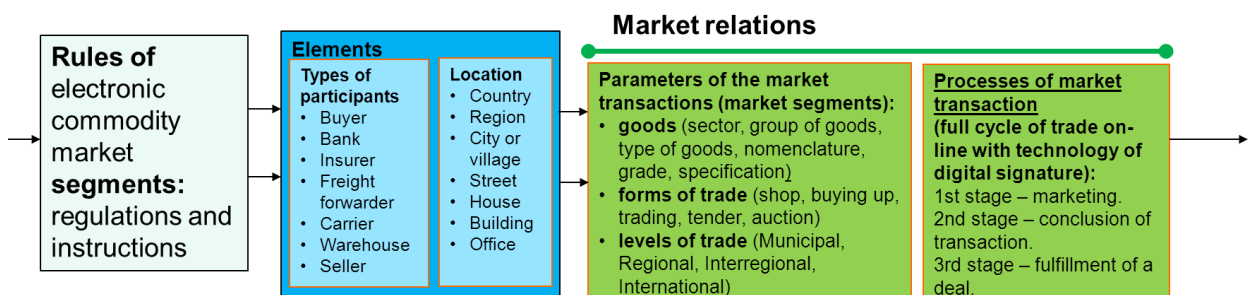 Market relations
Rules of
electronic
commodity
market
segments:
regulations and
instructions
Elements
Types of
participants
• Buyer
• Bank
• Insurer
• Freight
forwarder
• Carrier
• Warehouse
• Seller
Location
• Country
• Region
• City or
village
• Street
• House
• Building
• Office
Parameters of the market
transactions (market segments):
• goods (sector, group of goods,
type of goods, nomenclature,
grade, specification)
• forms of trade (shop, buying up,
trading, tender, auction)
• levels of trade (Municipal,
Regional, Interregional,
International)
Processes of market
transaction
(full cycle of trade on-
line with technology of
digital signature):
1st stage – marketing.
2nd stage – conclusion of
transaction.
3rd stage – fulfillment of a
deal.